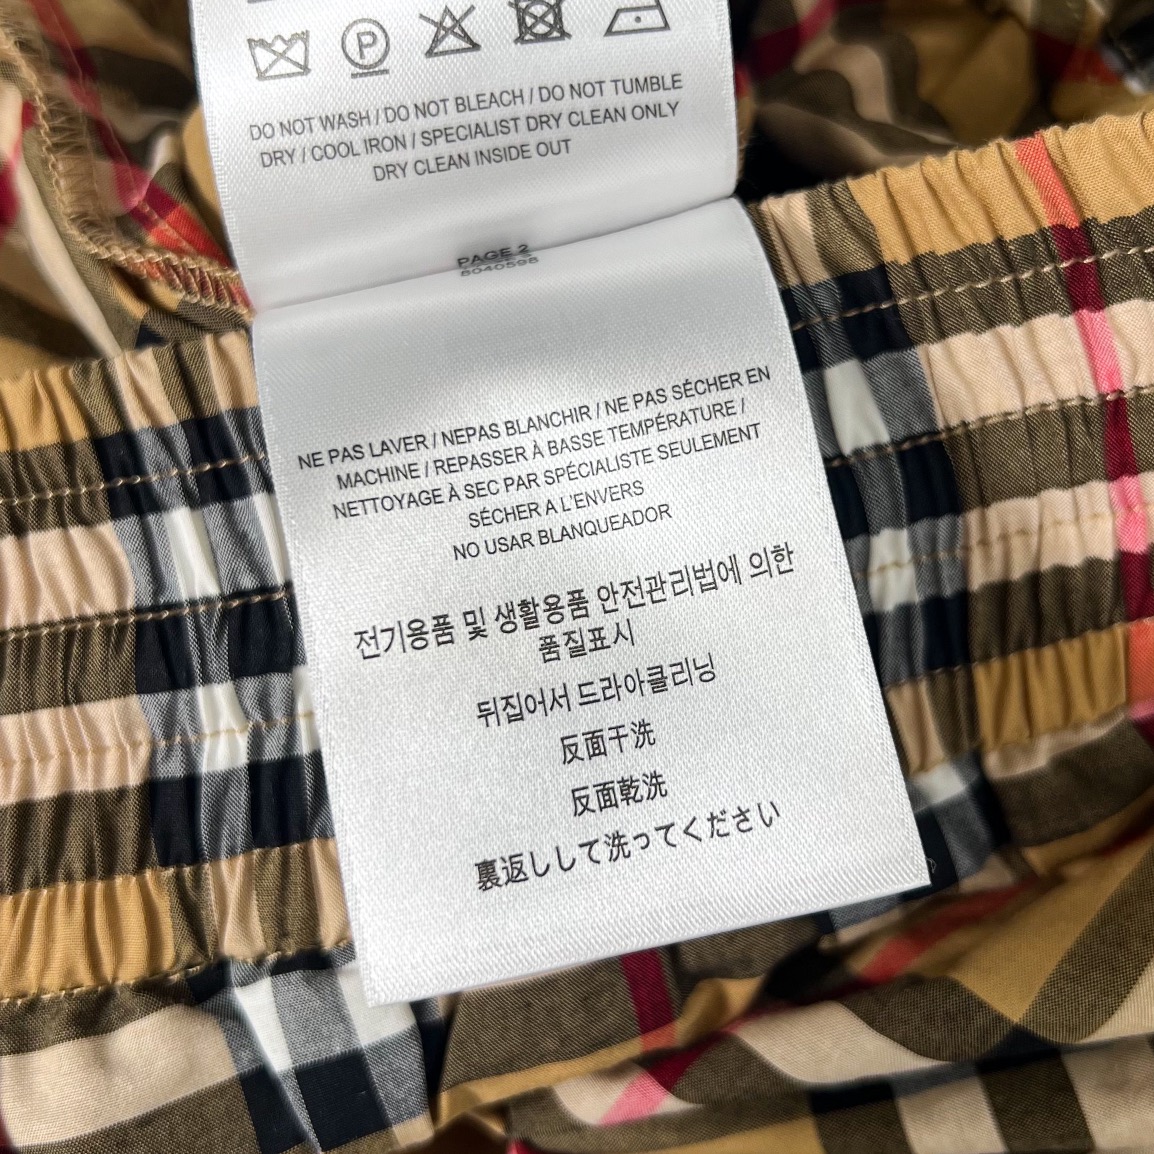 P
DO NOT WASH / DO NOT BLEACH / DO NOT TUMBLE
DRY / COOL IRON / SPECIALIST DRY CLEAN ONLY
DRY CLEAN INSIDE OUT
PAGE 2
8040598
NE PAS LAVER / NEPAS BLANCHIR / NE PAS SÉCHER EN
MACHINE / REPASSER À BASSE TEMPÉRATURE /
NETTOYAGE À SEC PAR SPÉCIALISTE SEULEMENT
SÉCHER A L'ENVERS
NO USAR BLANQUEADOR
전기용품 및 생활용품 안전관리법에 의한
품질표시
뒤집어서 드라아클리닝
反面干洗
反面乾洗
裏返しして洗ってください